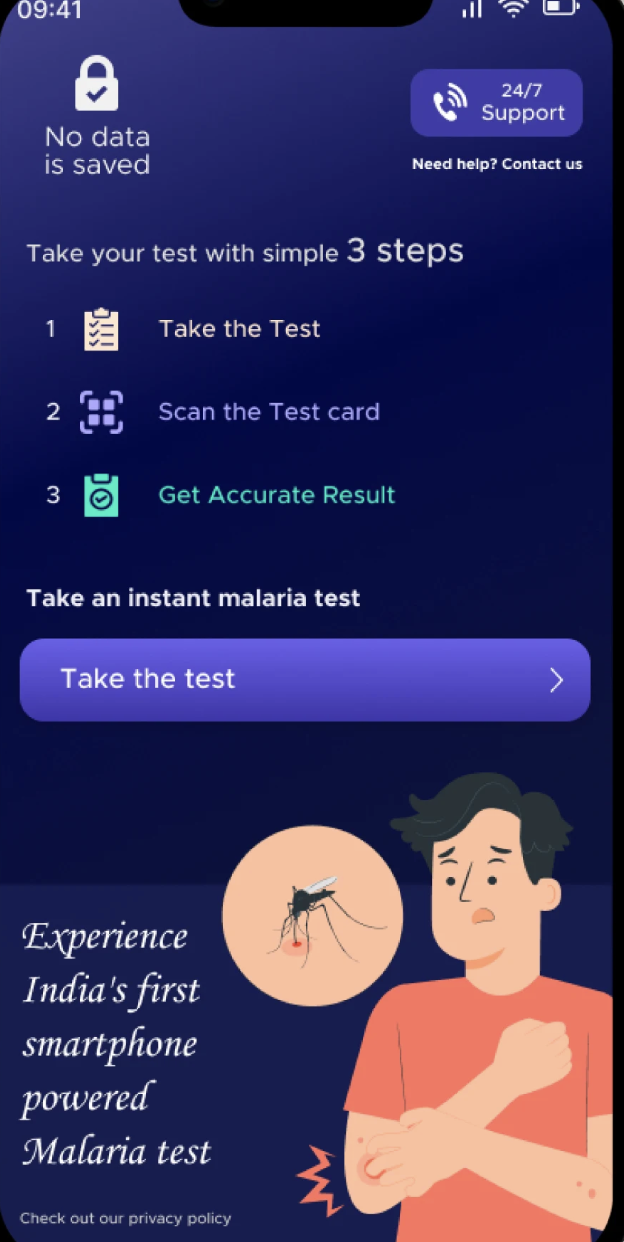 09:41
No data
is saved
24/7
Support
Need help? Contact us
Take your test with simple 3 steps
1 Take the Test
2 Scan the Test card
3 Get Accurate Result
Take an instant malaria test
Take the test
Experience
India's first
smartphone
powered
Malaria test
Check out our privacy policy